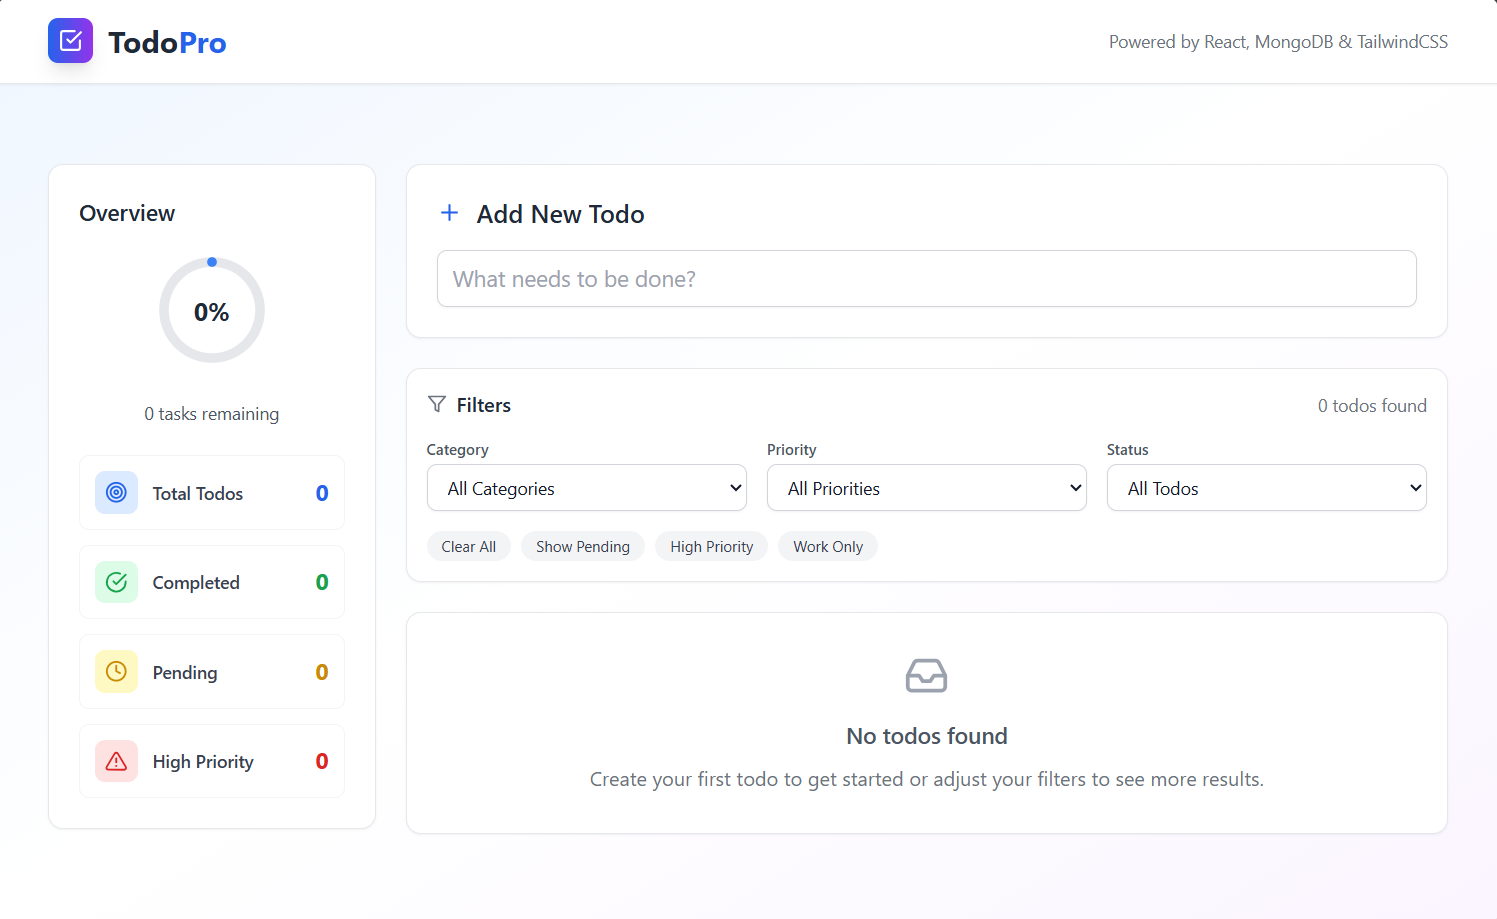 TodoPro
Powered by React, MongoDB & TailwindCSS
Overview
0%
0 tasks remaining
Total Todos 0
Completed 0
Pending 0
High Priority 0
Add New Todo
What needs to be done?
Filters
0 todos found
Category Priority Status
All Categories All Priorities All Todos
Clear All Show Pending High Priority Work Only
No todos found
Create your first todo to get started or adjust your filters to see more results.